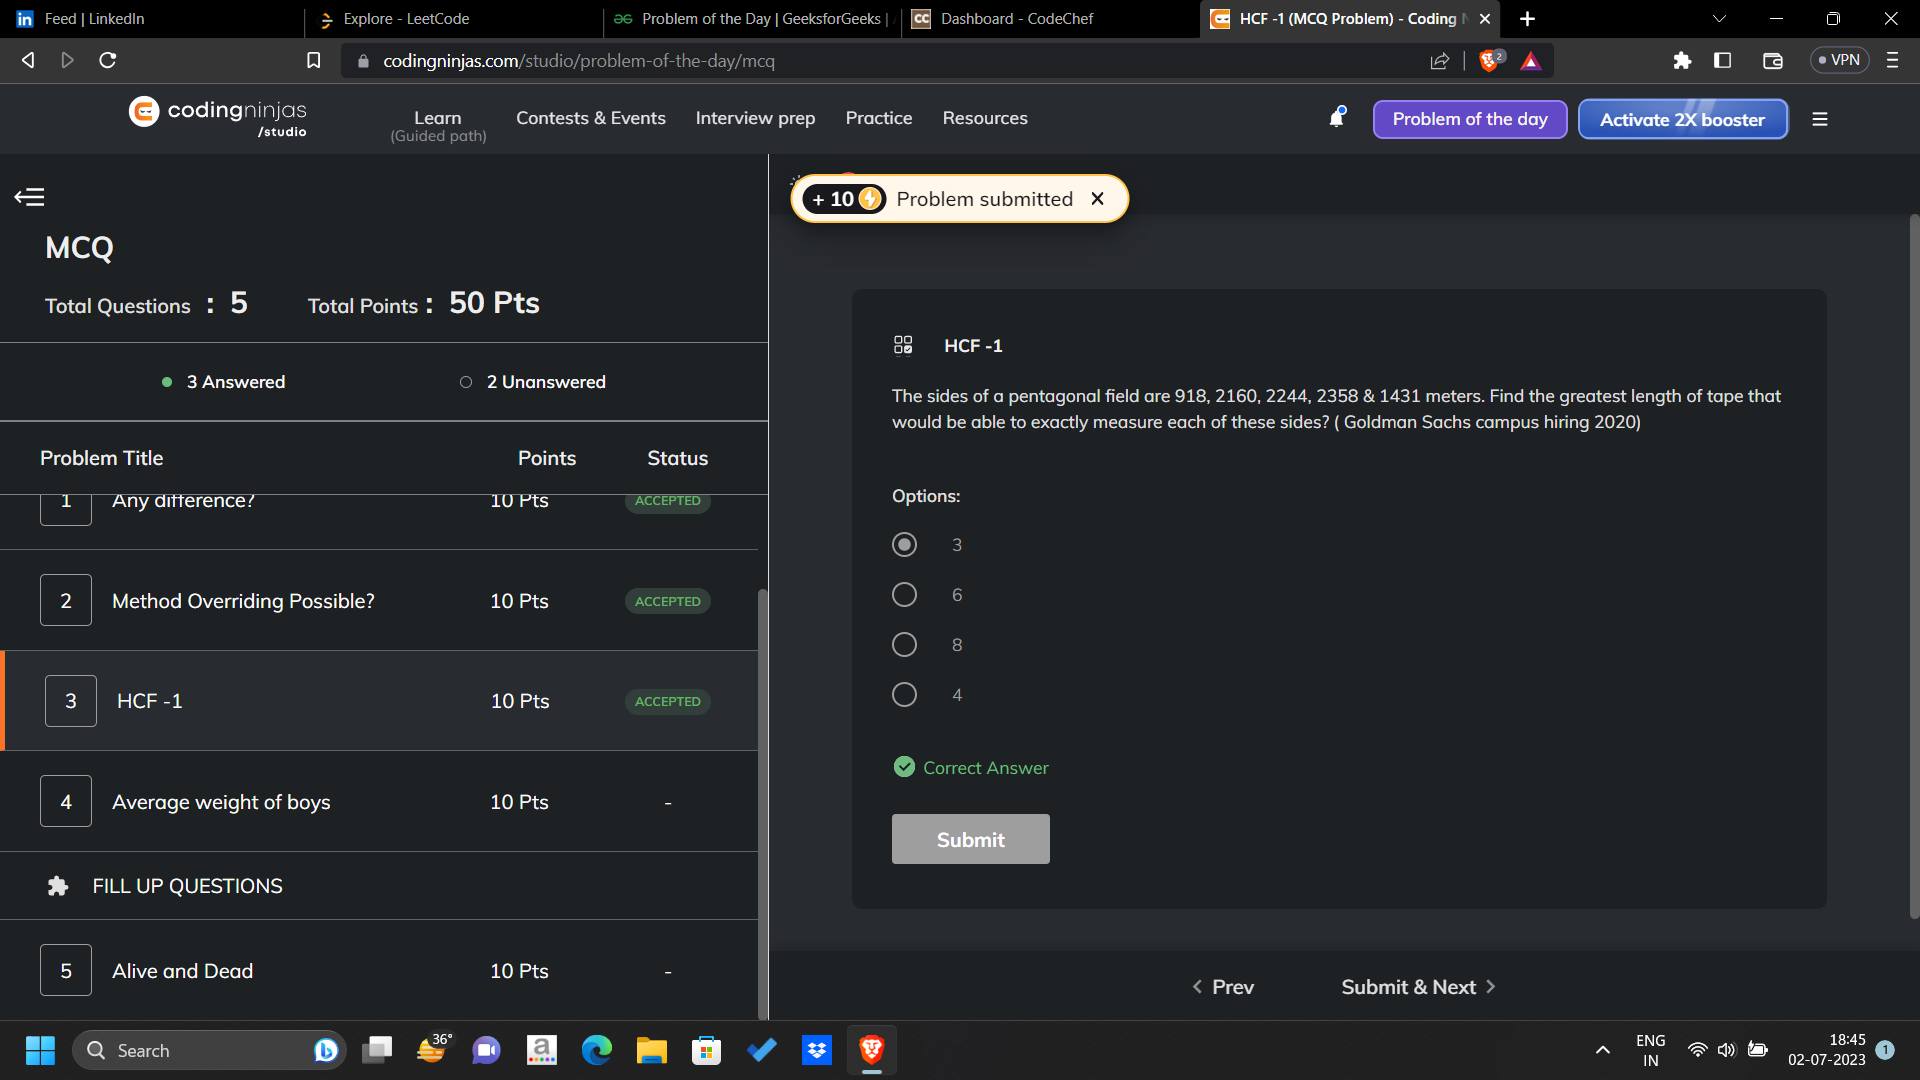 Feed | LinkedIn
Explore - LeetCode
Problem of the Day | GeeksforGeeks |
Dashboard - CodeChef
HCF -1 (MCQ Problem) - Coding
codingninjas.com/studio/problem-of-the-day/mcq
2
VPN
codingninjas
/studio
Learn
(Guided path)
Contests & Events
Interview prep
Practice
Resources
Problem of the day
Activate 2X booster
+ 10
Problem submitted
MCQ
Total Questions : 5
Total Points : 50 Pts
3 Answered
2 Unanswered
Problem Title
Points
Status
1
Any difference?
10 Pts
ACCEPTED
2
Method Overriding Possible?
10 Pts
ACCEPTED
3
HCF -1
10 Pts
ACCEPTED
4
Average weight of boys
10 Pts
-
FILL UP QUESTIONS
5
Alive and Dead
10 Pts
-
HCF -1
The sides of a pentagonal field are 918, 2160, 2244, 2358 & 1431 meters. Find the greatest length of tape that
would be able to exactly measure each of these sides? ( Goldman Sachs campus hiring 2020)
Options:
3
6
8
4
Correct Answer
Submit
Prev
Submit & Next
Search
36°
a
ENG
IN
18:45
02-07-2023
1